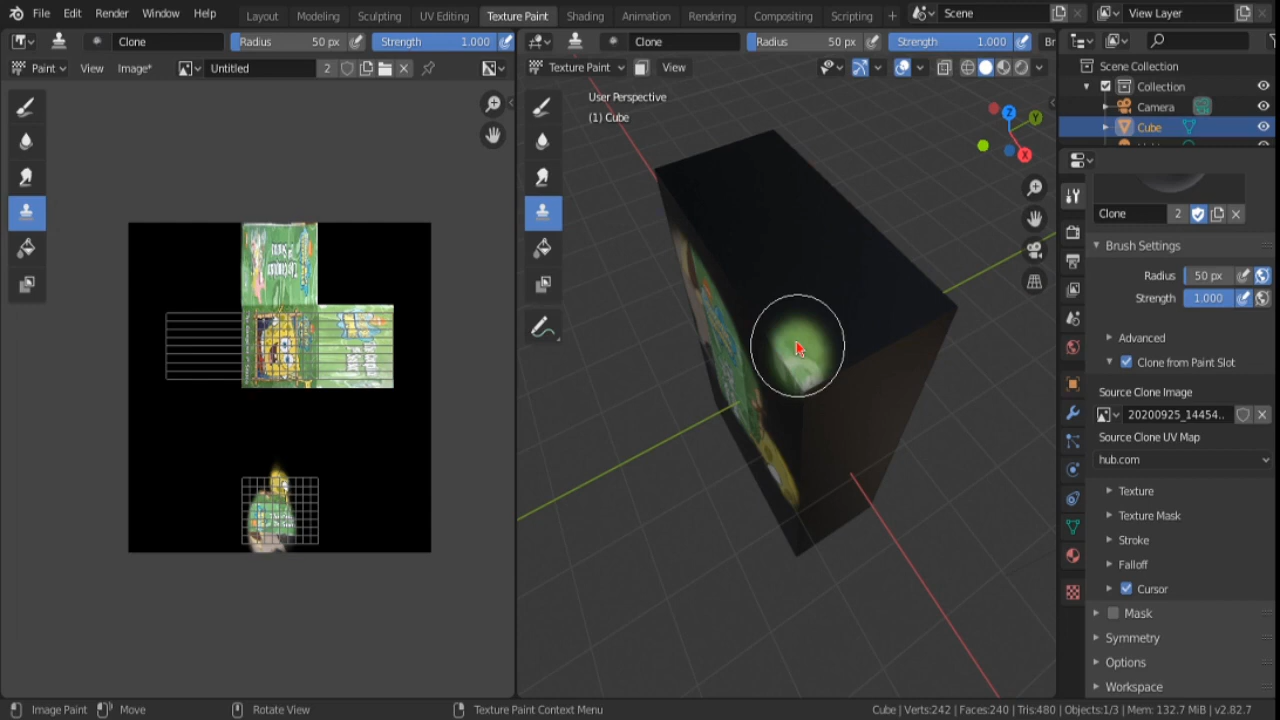 File Edit Render Window Help Layout Modeling Sculpting UV Editing Texture Paint Shading Animation Rendering Compositing Scripting + Scene View Layer
Clone Radius 50 px Strength 1.000 Clone Radius 50 px Strength 1.000 Br
Paint View Image* Untitled 2 Texture Paint View
Scene Collection
Collection
Camera
Cube
User Perspective
(1) Cube
Z
Y
X
Clone 2
Brush Settings
Radius 50 px
Strength 1.000
Advanced
Clone from Paint Slot
Source Clone Image
20200925_14454..
Source Clone UV Map
hub.com
Texture
Texture Mask
Stroke
Falloff
Cursor
Mask
Symmetry
Options
Workspace
Image Paint Move Rotate View Texture Paint Context Menu Cube | Verts:242 | Faces:240 | Tris:480 | Objects:1/3 | Mem: 132.7 MiB | v2.82.7